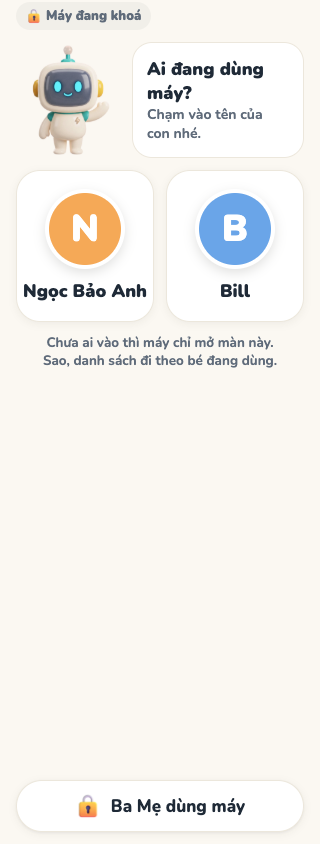 Máy đang khoá
Ai đang dùng
máy?
Chạm vào tên của
con nhé.
N
B
Ngọc Bảo Anh
Bill
Chưa ai vào thì máy chỉ mở màn này.
Sao, danh sách đi theo bé đang dùng.
Ba Mẹ dùng máy